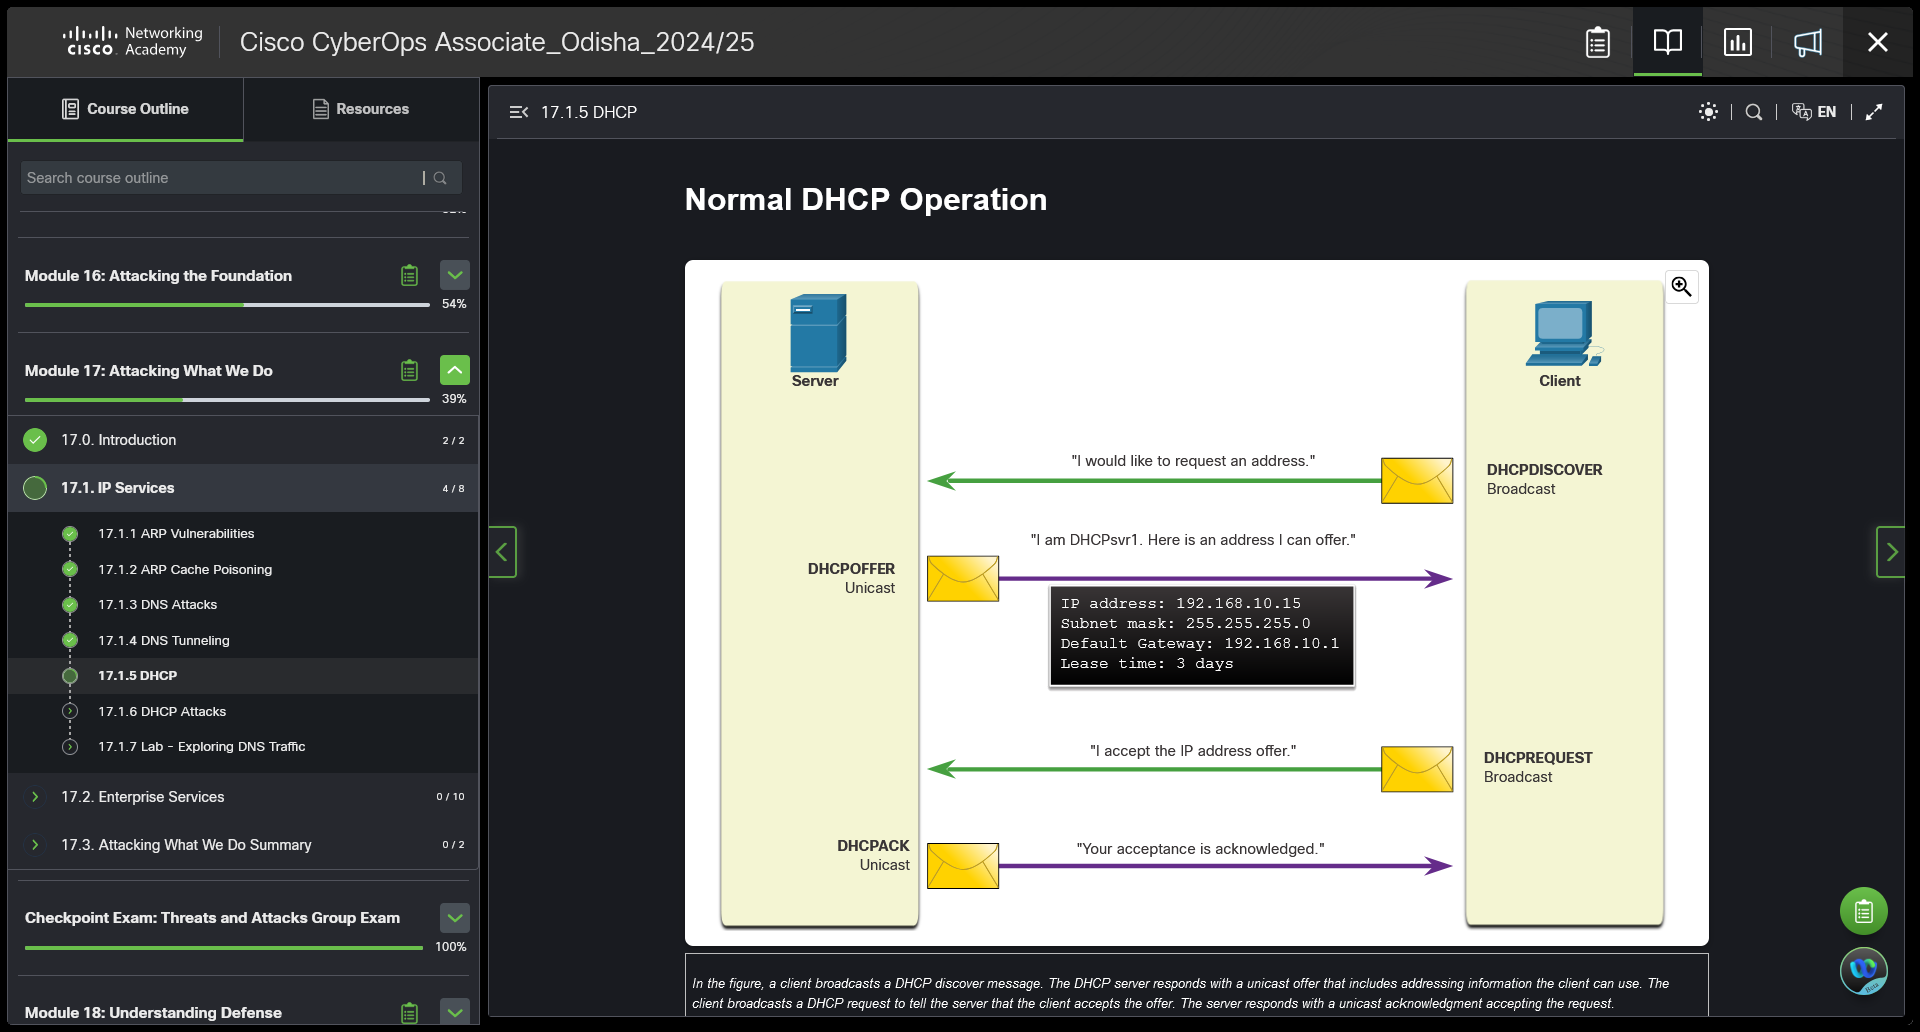 Networking
CISCO Academy
Cisco CyberOps Associate_Odisha_2024/25
Course Outline
Resources
Search course outline
Module 16: Attacking the Foundation
54%
Module 17: Attacking What We Do
39%
17.0. Introduction
2 / 2
17.1. IP Services
4 / 8
17.1.1 ARP Vulnerabilities
17.1.2 ARP Cache Poisoning
17.1.3 DNS Attacks
17.1.4 DNS Tunneling
17.1.5 DHCP
17.1.6 DHCP Attacks
17.1.7 Lab - Exploring DNS Traffic
17.2. Enterprise Services
0 / 10
17.3. Attacking What We Do Summary
0 / 2
Checkpoint Exam: Threats and Attacks Group Exam
100%
Module 18: Understanding Defense
17.1.5 DHCP
EN
Normal DHCP Operation
Server
Client
"I would like to request an address."
DHCPDISCOVER
Broadcast
"I am DHCPsvr1. Here is an address I can offer."
DHCPOFFER
Unicast
IP address: 192.168.10.15
Subnet mask: 255.255.255.0
Default Gateway: 192.168.10.1
Lease time: 3 days
"I accept the IP address offer."
DHCPREQUEST
Broadcast
DHCPACK
Unicast
"Your acceptance is acknowledged."
In the figure, a client broadcasts a DHCP discover message. The DHCP server responds with a unicast offer that includes addressing information the client can use. The
client broadcasts a DHCP request to tell the server that the client accepts the offer. The server responds with a unicast acknowledgment accepting the request.
Beta